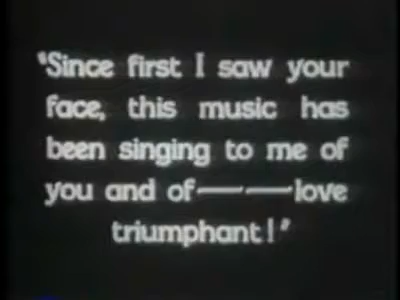 "Since first I saw your
face, this music has
been singing to me of
you and of——love
triumphant!"